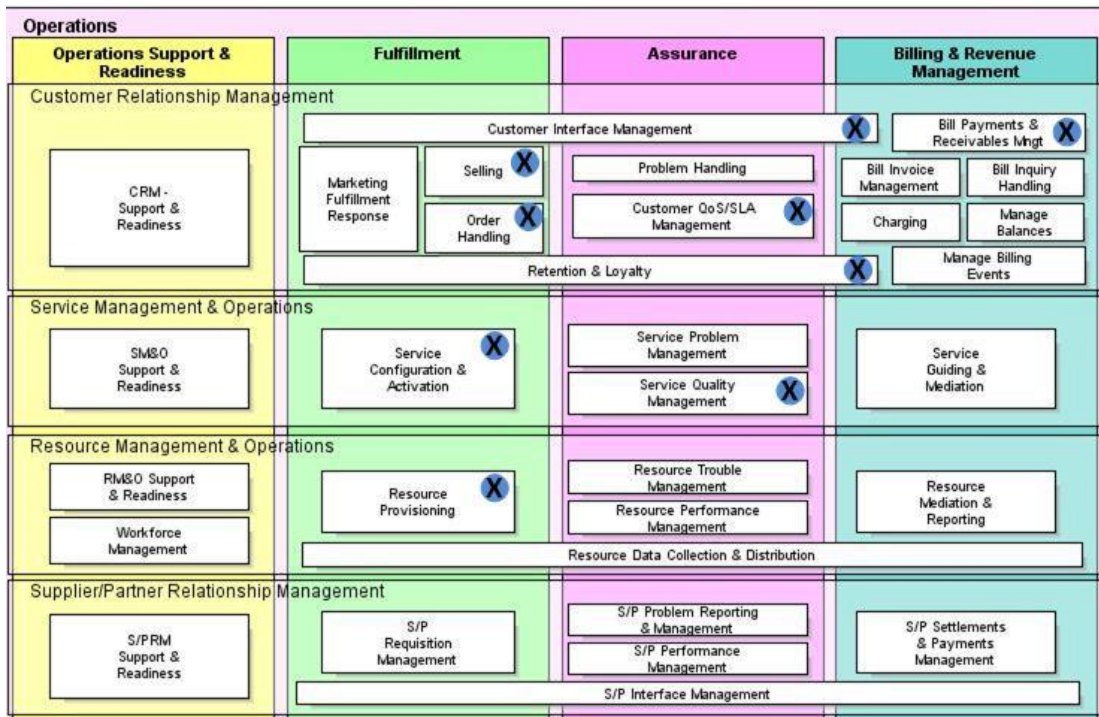 Operations
Operations Support &
Readiness
Fulfillment
Assurance
Billing & Revenue
Management
Customer Relationship Management
CRM -
Support &
Readiness
Customer Interface Management
X
Marketing
Fulfillment
Response
Selling
X
Order
Handling
X
Problem Handling
Customer QoS/SLA
Management
X
Retention & Loyalty
X
Bill Payments &
Receivables Mngt
X
Bill Invoice
Management
Bill Inquiry
Handling
Charging
Manage
Balances
Manage Billing
Events
Service Management & Operations
SM&O
Support &
Readiness
Service
Configuration &
Activation
X
Service Problem
Management
Service Quality
Management
X
Service
Guiding &
Mediation
Resource Management & Operations
RM&O Support
& Readiness
Workforce
Management
Resource
Provisioning
X
Resource Trouble
Management
Resource Performance
Management
Resource
Mediation &
Reporting
Resource Data Collection & Distribution
Supplier/Partner Relationship Management
S/PRM
Support &
Readiness
S/P
Requisition
Management
S/P Problem Reporting
& Management
S/P Performance
Management
S/P Settlements
& Payments
Management
S/P Interface Management